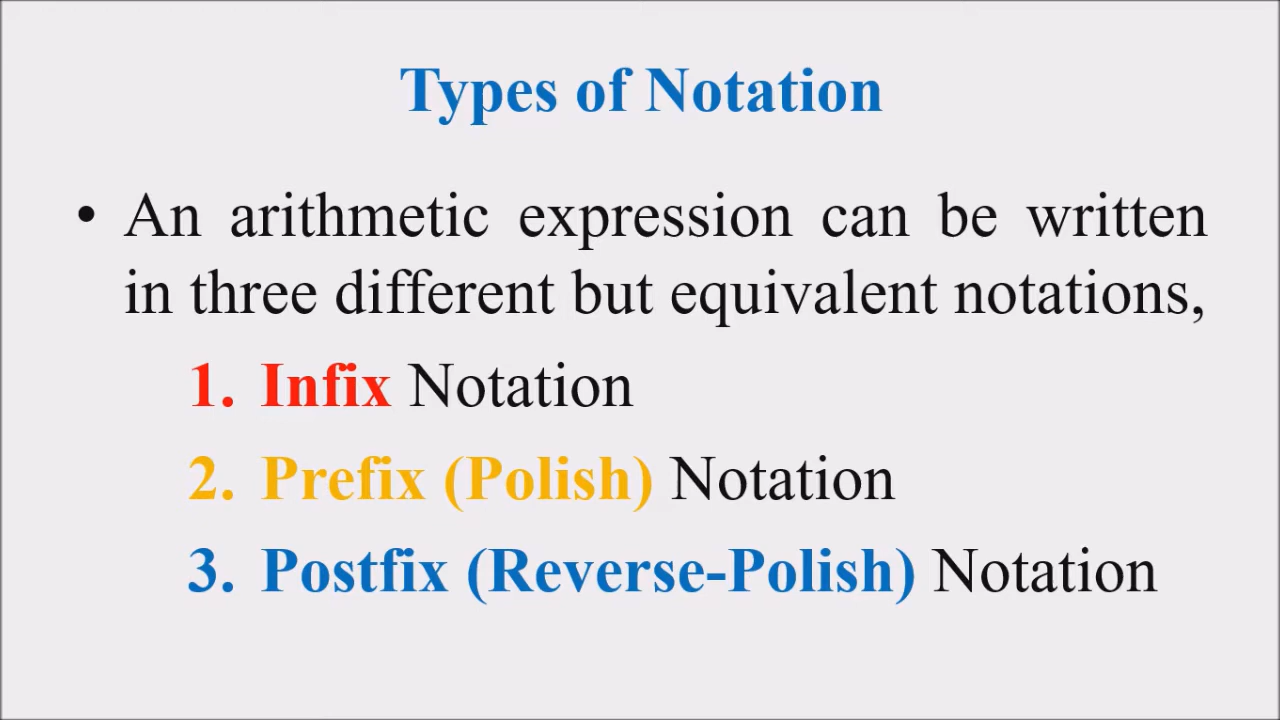 Types of Notation
• An arithmetic expression can be written
in three different but equivalent notations,
1. Infix Notation
2. Prefix (Polish) Notation
3. Postfix (Reverse-Polish) Notation